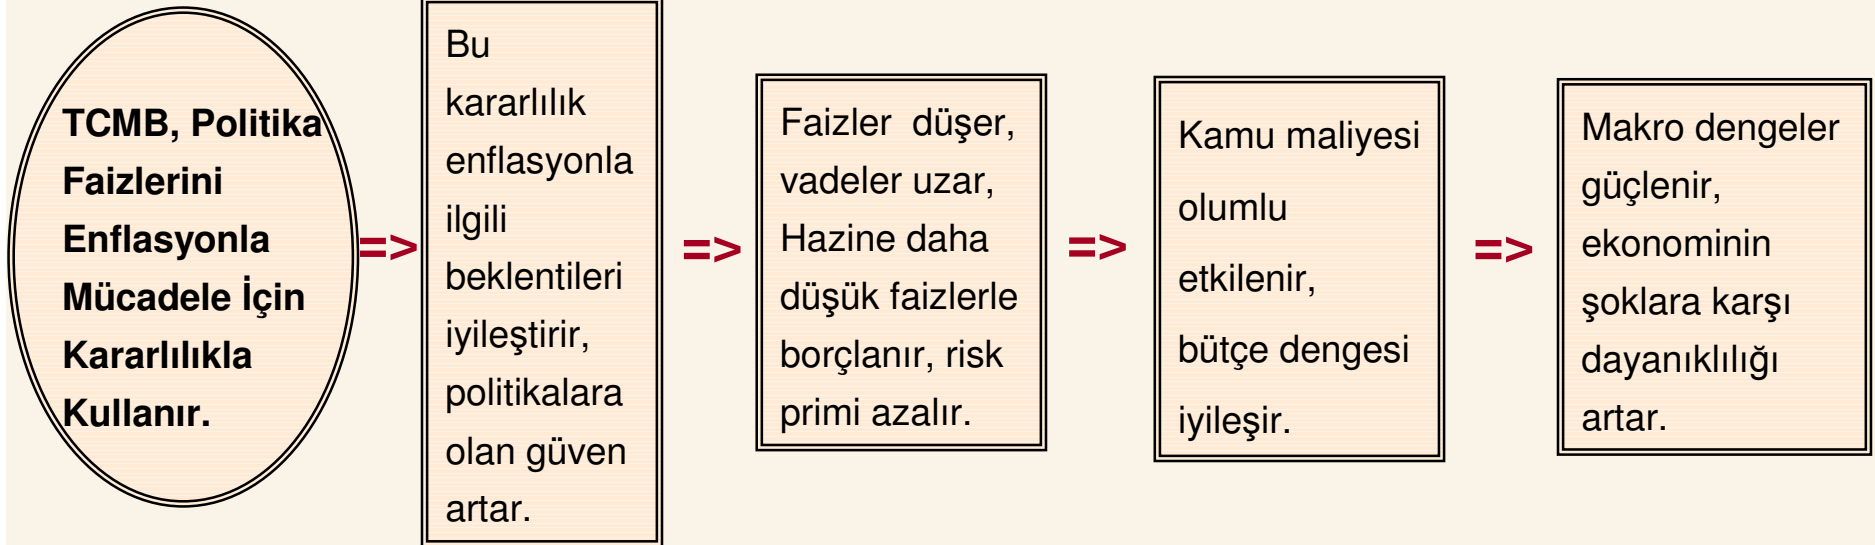 TCMB, Politika
Faizlerini
Enflasyonla
Mücadele İçin
Kararlılıkla
Kullanır.
=>
Bu
kararlılık
enflasyonla
ilgili
beklentileri
iyileştirir,
politikalara
olan güven
artar.
=>
Faizler düşer,
vadeler uzar,
Hazine daha
düşük faizlerle
borçlanır, risk
primi azalır.
=>
Kamu maliyesi
olumlu
etkilenir,
bütçe dengesi
iyileşir.
=>
Makro dengeler
güçlenir,
ekonominin
şoklara karşı
dayanıklılığı
artar.